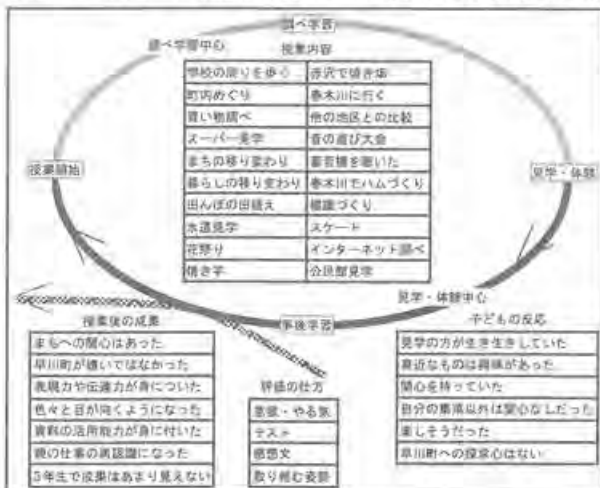 調べ学習
調べ学習中心
授業内容
学校の周りを歩く
赤沢で焼き
町内めぐり
春木川に行く
買い物調べ
他の地区との比較
スーパー見学
昔の遊び大会
まちの移り変わり
蓄音機を聴いた
暮らしの移り変わり
春木川でハムづくり
田んぼの田植え
づくり
水道見学
スケート
花祭り
インターネット調べ
焼き芋
公民館見学
授業開始
見学・体験
見学・体験中心
事後学習
授業後の成果
まちへの関心はあった
早川町が嫌いではなかった
表現力や伝達力が身についた
色々と目が向くようになった
資料の活用能力が身に付いた
親の仕事の再認識になった
3年生で成果はあまり見えない
評価の仕方
意欲・やる気
テスト
感想文
取り組む姿勢
子どもの反応
見学の方が生き生きしていた
身近なものは興味があった
関心を持っていた
自分の集落以外は関心なしだった
楽しそうだった
早川町への探求心はない